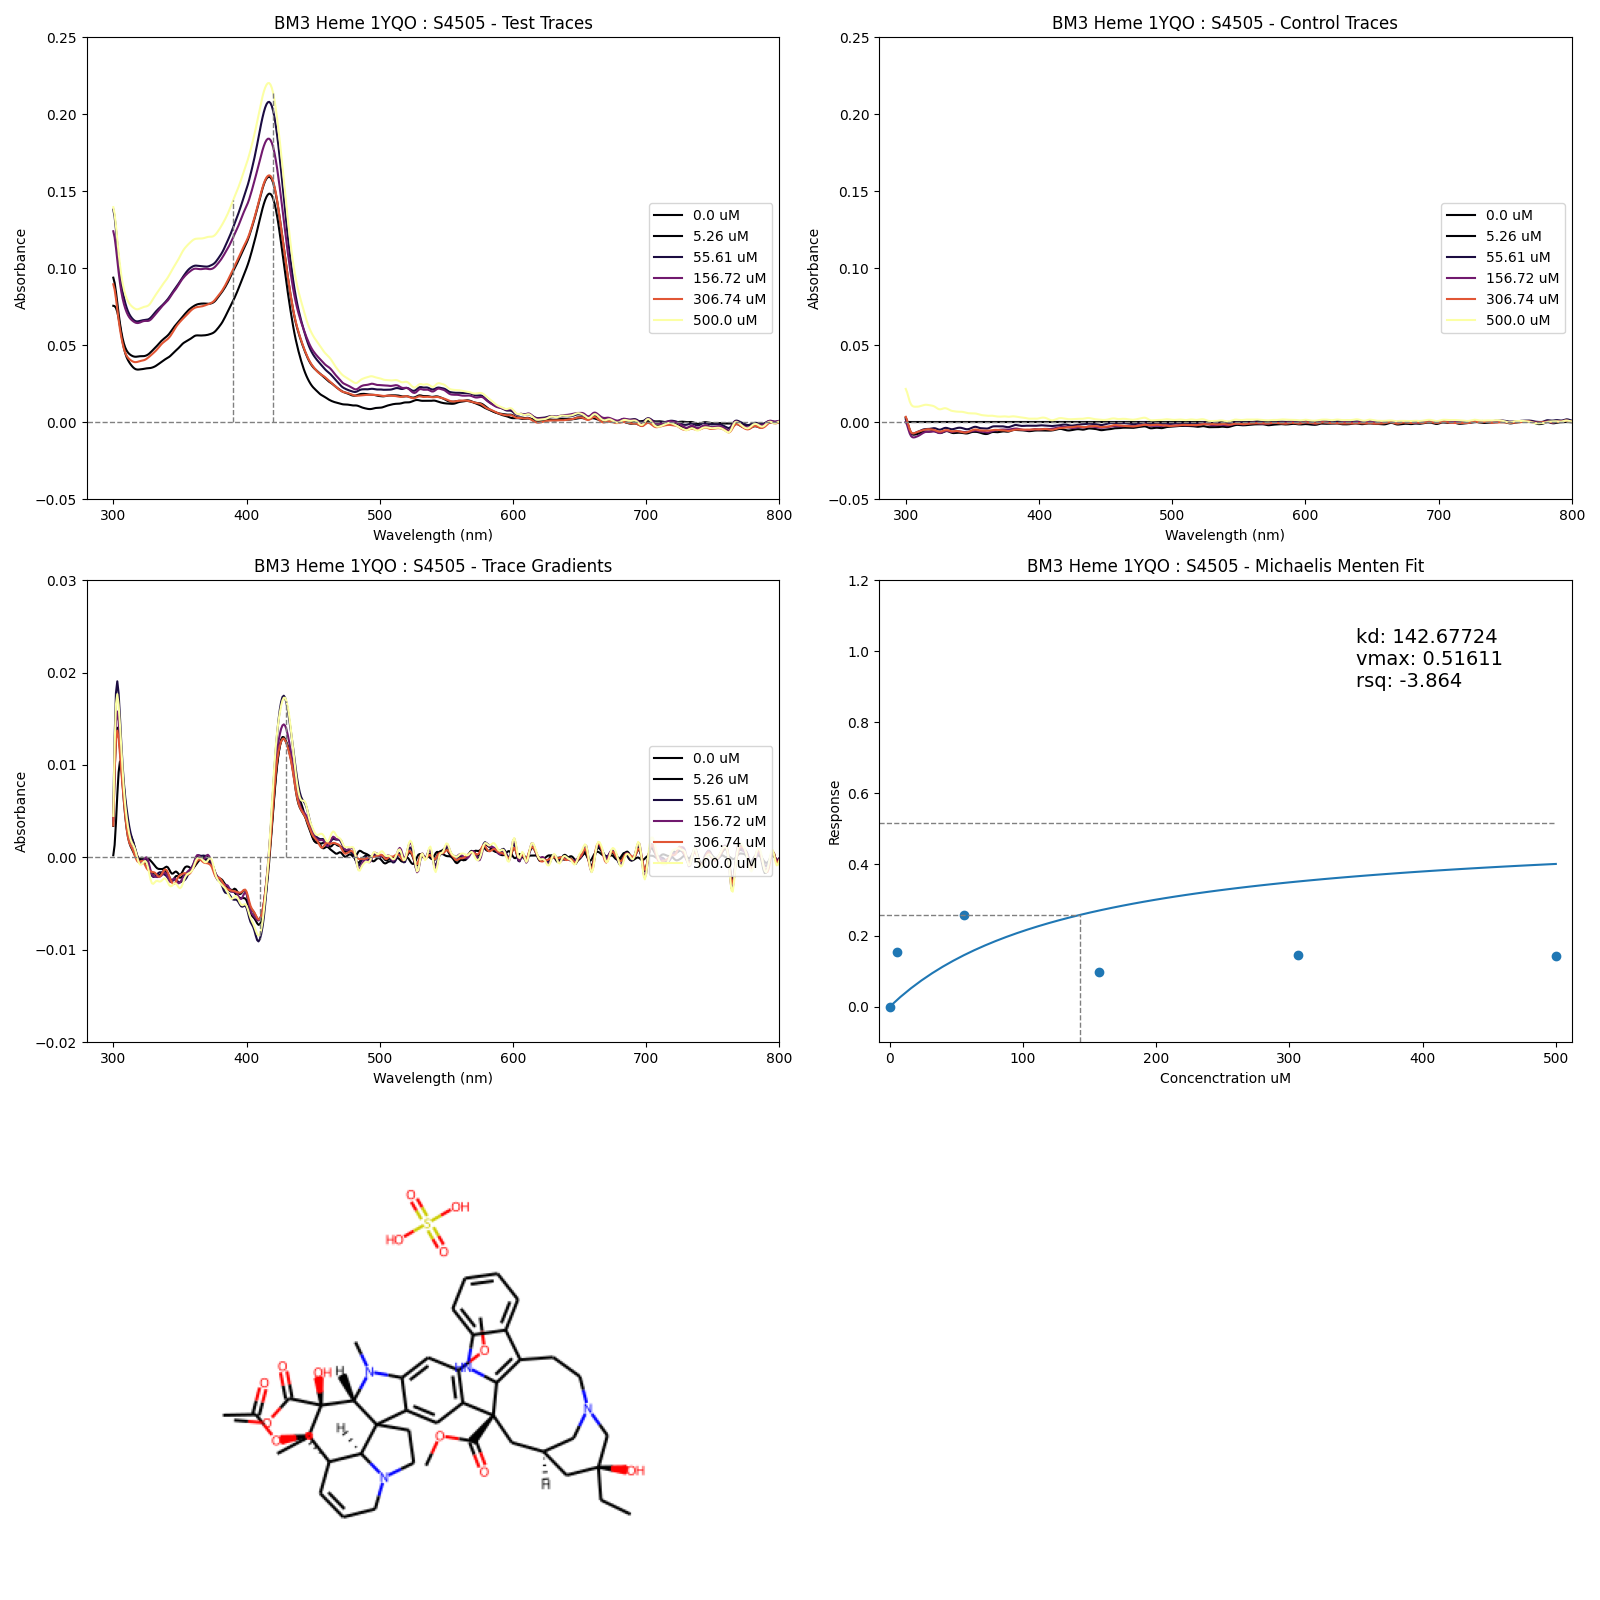 BM3 Heme 1YQO : S4505 - Test Traces
0.25
0.20
0.15
0.10
0.05
0.00
−0.05
Absorbance
300 400 500 600 700 800
Wavelength (nm)
0.0 uM
5.26 uM
55.61 uM
156.72 uM
306.74 uM
500.0 uM
BM3 Heme 1YQO : S4505 - Control Traces
0.25
0.20
0.15
0.10
0.05
0.00
−0.05
Absorbance
300 400 500 600 700 800
Wavelength (nm)
0.0 uM
5.26 uM
55.61 uM
156.72 uM
306.74 uM
500.0 uM
BM3 Heme 1YQO : S4505 - Trace Gradients
0.03
0.02
0.01
0.00
−0.01
−0.02
Absorbance
300 400 500 600 700 800
Wavelength (nm)
0.0 uM
5.26 uM
55.61 uM
156.72 uM
306.74 uM
500.0 uM
BM3 Heme 1YQO : S4505 - Michaelis Menten Fit
1.2
1.0
0.8
0.6
0.4
0.2
0.0
Response
kd: 142.67724
vmax: 0.51611
rsq: -3.864
0 100 200 300 400 500
Concenctration uM
O
OH
S
HO
O
O
HN
O
O
OH
H
N
O
O
O
H
N
O
O
N
OH
H